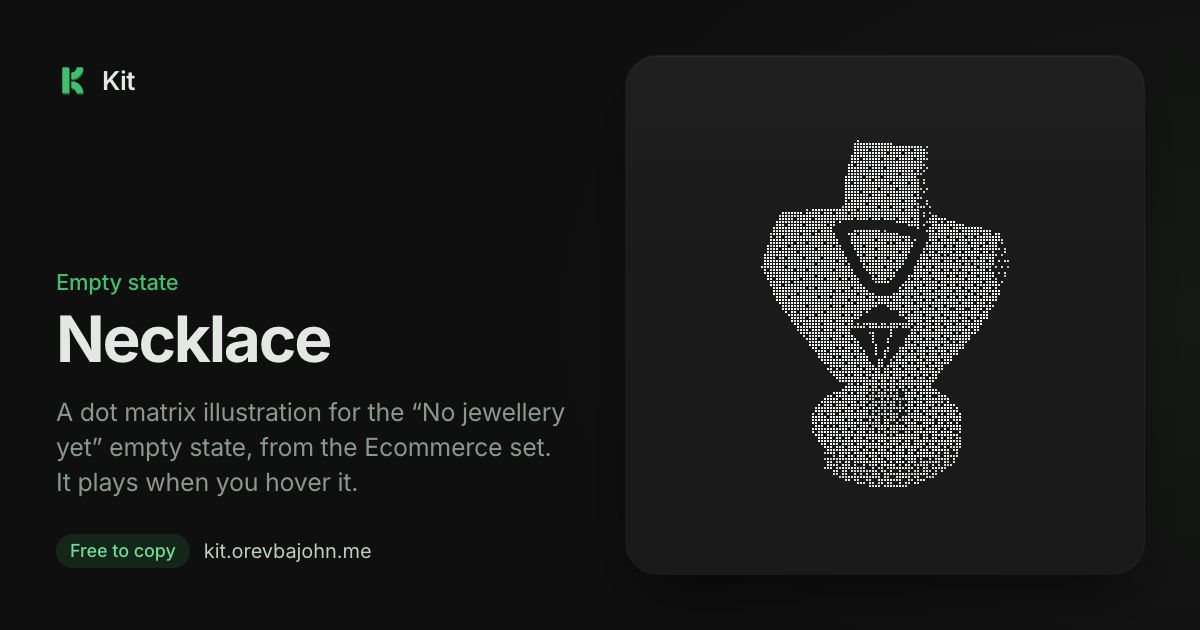 Kit
Empty state
Necklace
A dot matrix illustration for the “No jewellery
yet” empty state, from the Ecommerce set.
It plays when you hover it.
Free to copy
kit.orevbajohn.me